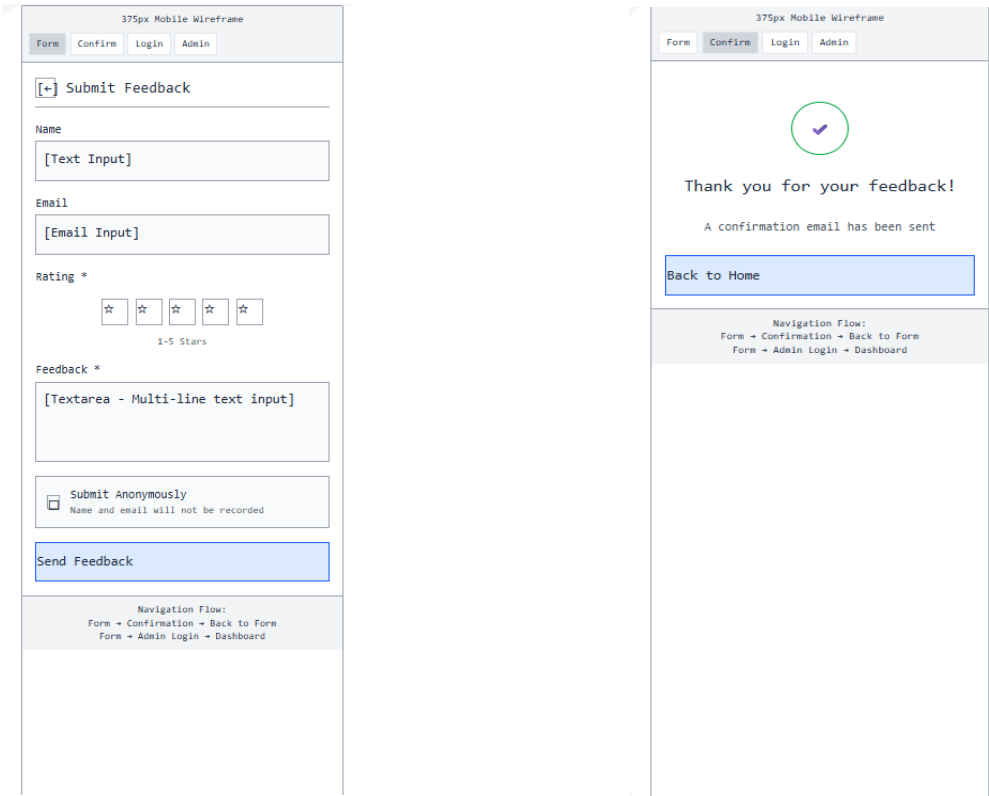 375px Mobile Wireframe
Form Confirm Login Admin
[←] Submit Feedback
Name
[Text Input]
Email
[Email Input]
Rating *
☆ ☆ ☆ ☆ ☆
1-5 Stars
Feedback *
[Textarea - Multi-line text input]
Submit Anonymously
Name and email will not be recorded
Send Feedback
Navigation Flow:
Form → Confirmation → Back to Form
Form → Admin Login → Dashboard
375px Mobile Wireframe
Form Confirm Login Admin
✔
Thank you for your feedback!
A confirmation email has been sent
Back to Home
Navigation Flow:
Form → Confirmation → Back to Form
Form → Admin Login → Dashboard